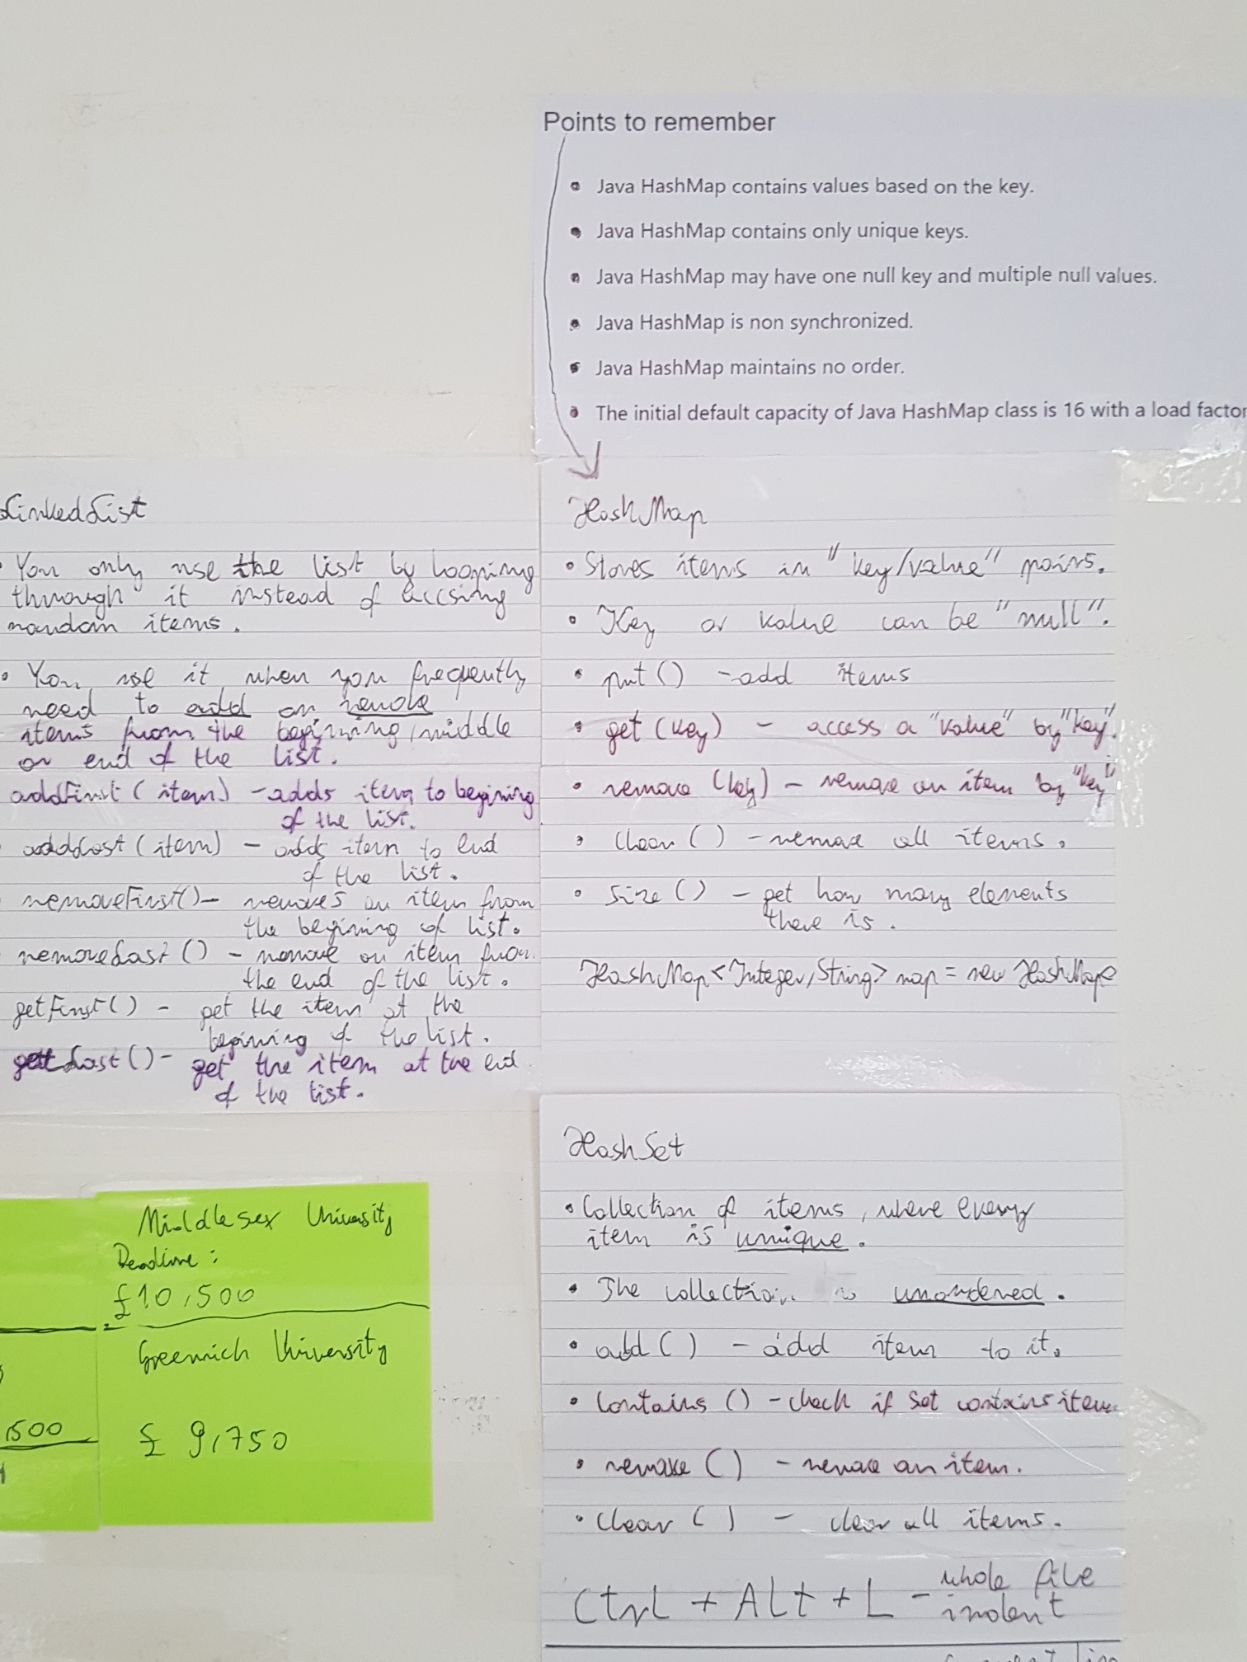 Points to remember
• Java HashMap contains values based on the key.
• Java HashMap contains only unique keys.
• Java HashMap may have one null key and multiple null values.
• Java HashMap is non synchronized.
• Java HashMap maintains no order.
• The initial default capacity of Java HashMap class is 16 with a load factor
LinkedList
• You only use the list by looping
through it instead of accsing
random items.
• You use it when you frequently
need to add or remove
items from the beginning, middle
or end of the list.
addFirst (item) - adds item to begining
of the list.
addLast (item) - adds item to end
of the list.
removeFirst() - removes an item from
the begining of list.
removeLast () - remove an item from
the end of the list.
getFirst() - get the item at the
begining of the list.
getLast () - get the item at the end
of the list.
HashMap
• Stores items in "key/value" pairs.
• Key or value can be "null".
• put () - add items
• get (key) - access a "value" by "key".
• remove (key) - remove an item by "key"
• clear () - remove all items.
• size () - get how many elements
there is.
HashMap<Integer, String> map = new HashMap
HashSet
• Collection of items, where every
item is unique.
• The collection is unordered.
• add () - add item to it.
• contains () - check if set contains item
• remove () - remove an item.
• clear () - clear all items.
Ctrl + Alt + L - whole file
indent
Middlesex University
Deadline:
£10,500
Greenwich University
£ 9,750
,500